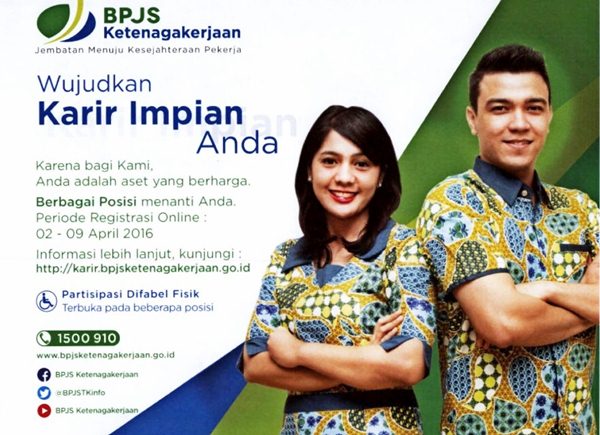 BPJS
Ketenagakerjaan
Jembatan Menuju Kesejahteraan Pekerja
Wujudkan
Karir Impian
Anda
Karena bagi Kami,
Anda adalah aset yang berharga.
Berbagai Posisi menanti Anda.
Periode Registrasi Online :
02 - 09 April 2016
Informasi lebih lanjut, kunjungi :
http://karir.bpjsketenagakerjaan.go.id
Partisipasi Difabel Fisik
Terbuka pada beberapa posisi
1500 910
www.bpjsketenagakerjaan.go.id
BPJS Ketenagakerjaan
@BPJSTKinfo
BPJS Ketenagakerjaan